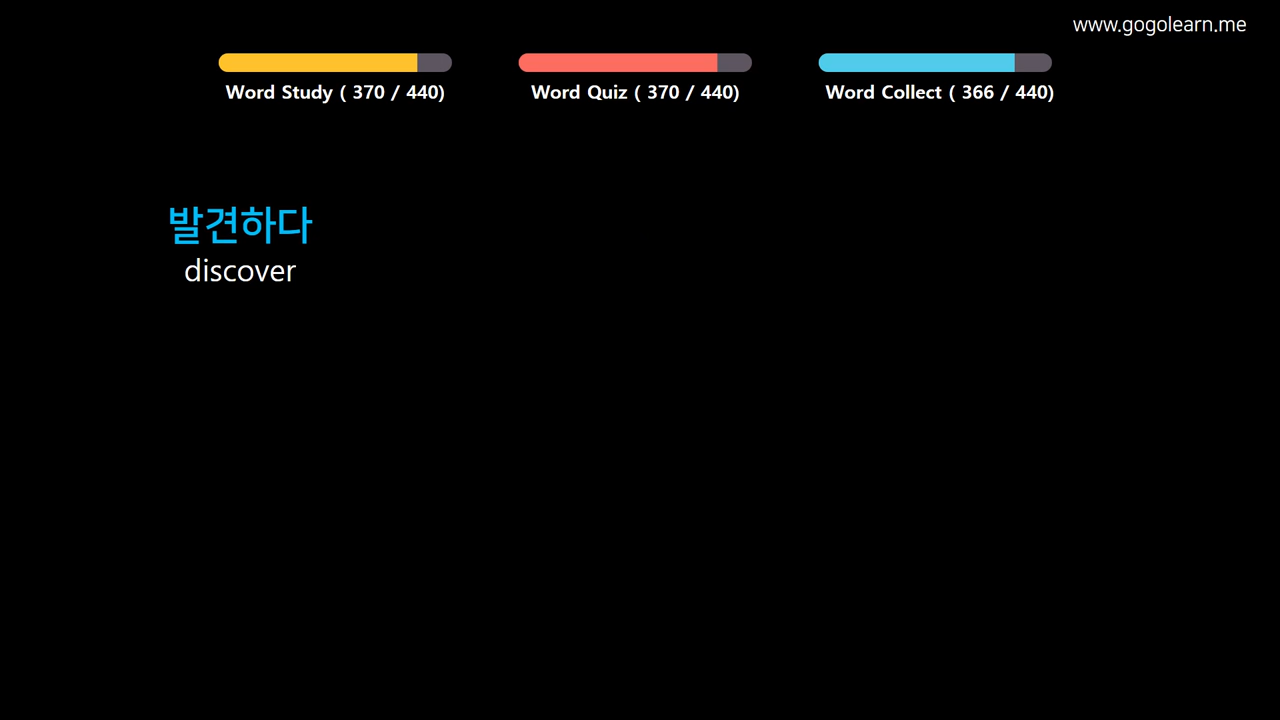 www.gogolearn.me
Word Study ( 370 / 440)
Word Quiz ( 370 / 440)
Word Collect ( 366 / 440)
발견하다
discover